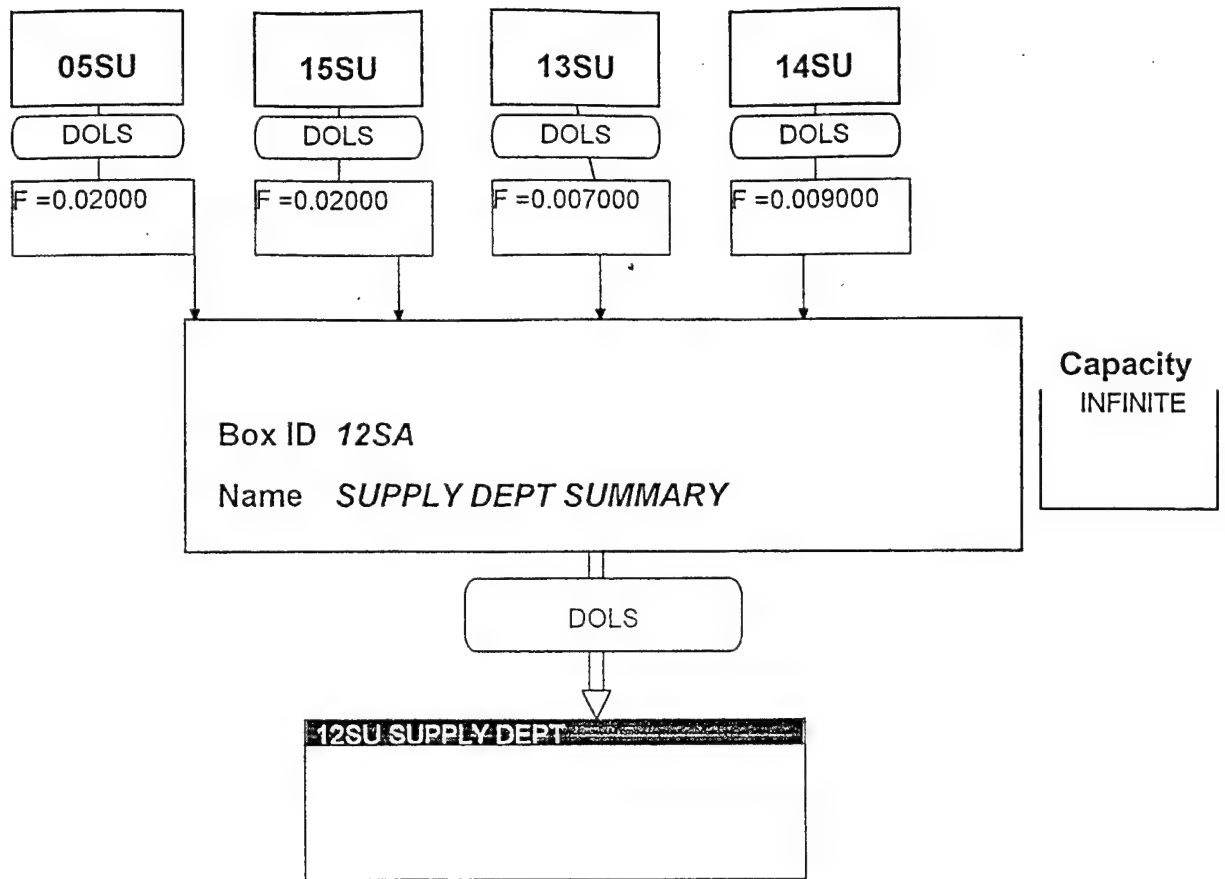 05SU 15SU 13SU 14SU
DOLS DOLS DOLS DOLS
F =0.02000 F =0.02000 F =0.007000 F =0.009000
Capacity
INFINITE
Box ID 12SA
Name SUPPLY DEPT SUMMARY
DOLS
12SU SUPPLY DEPT